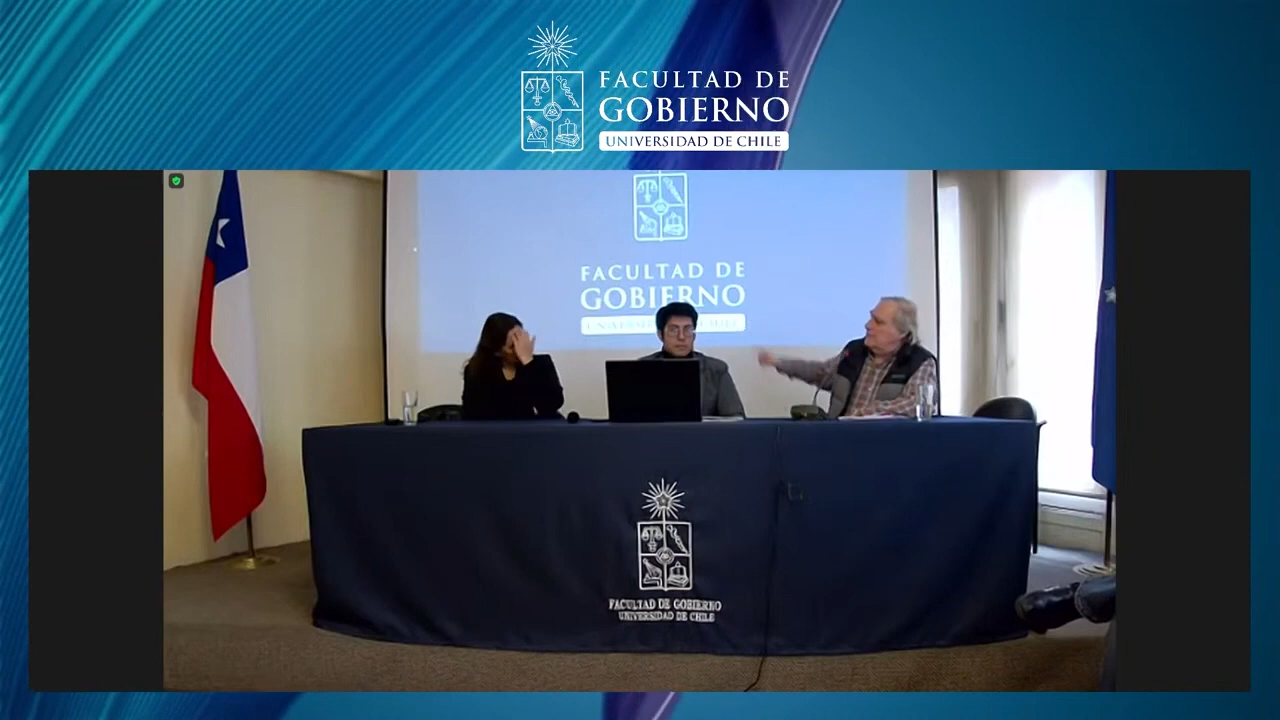 FACULTAD DE
GOBIERNO
UNIVERSIDAD DE CHILE
FACULTAD DE
GOBIERNO
FACULTAD DE GOBIERNO
UNIVERSIDAD DE CHILE